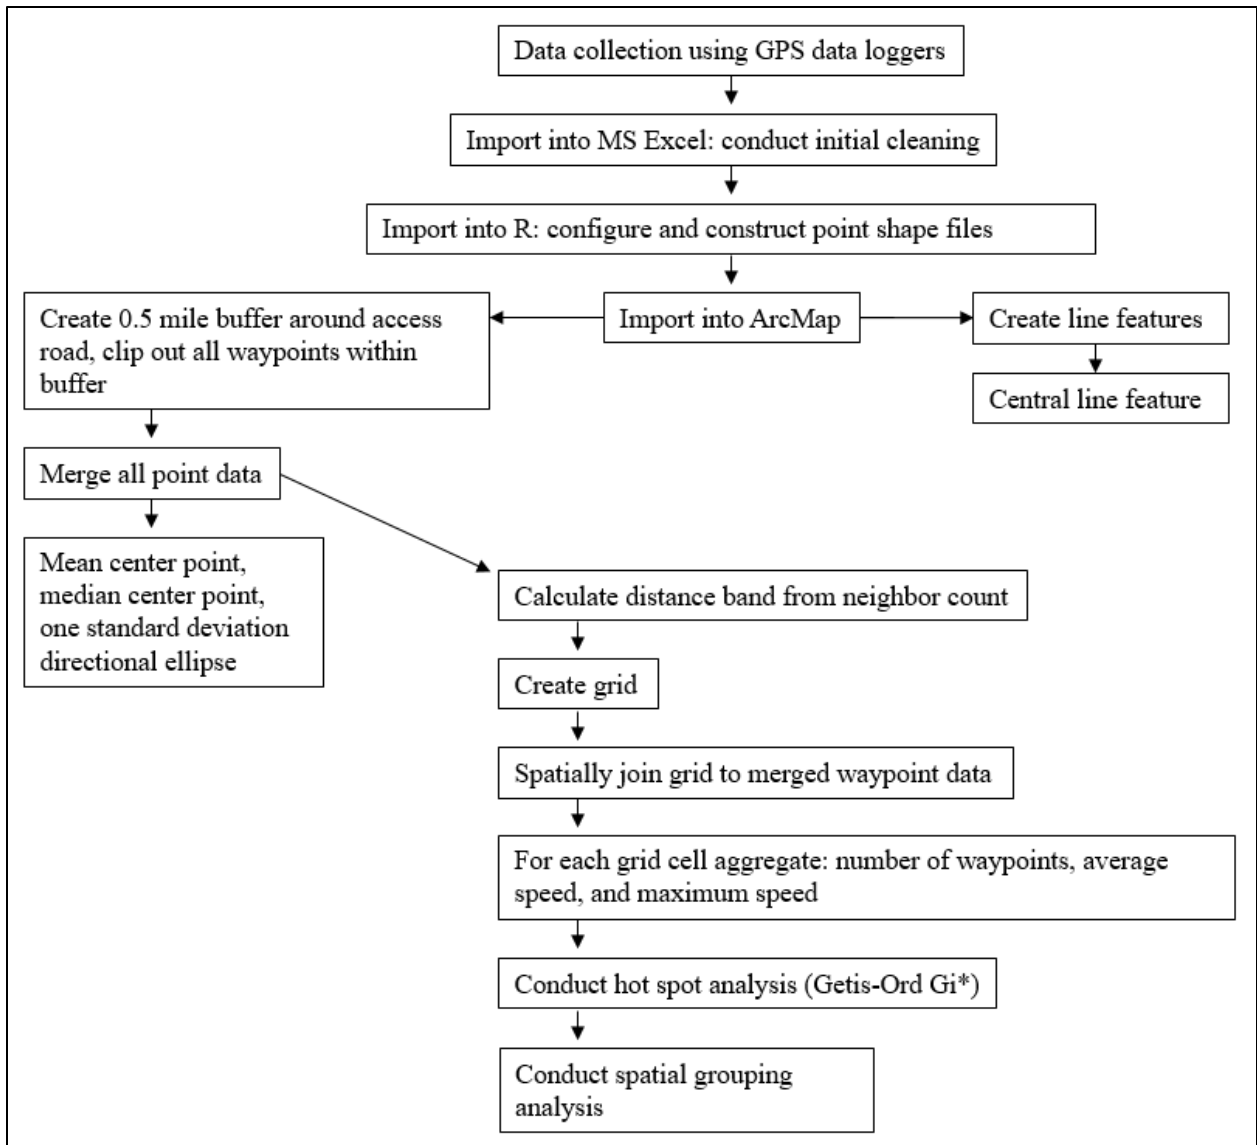 Data collection using GPS data loggers
Import into MS Excel: conduct initial cleaning
Import into R: configure and construct point shape files
Create 0.5 mile buffer around access
road, clip out all waypoints within
buffer
Import into ArcMap
Create line features
Central line feature
Merge all point data
Mean center point,
median center point,
one standard deviation
directional ellipse
Calculate distance band from neighbor count
Create grid
Spatially join grid to merged waypoint data
For each grid cell aggregate: number of waypoints, average
speed, and maximum speed
Conduct hot spot analysis (Getis-Ord Gi*)
Conduct spatial grouping
analysis